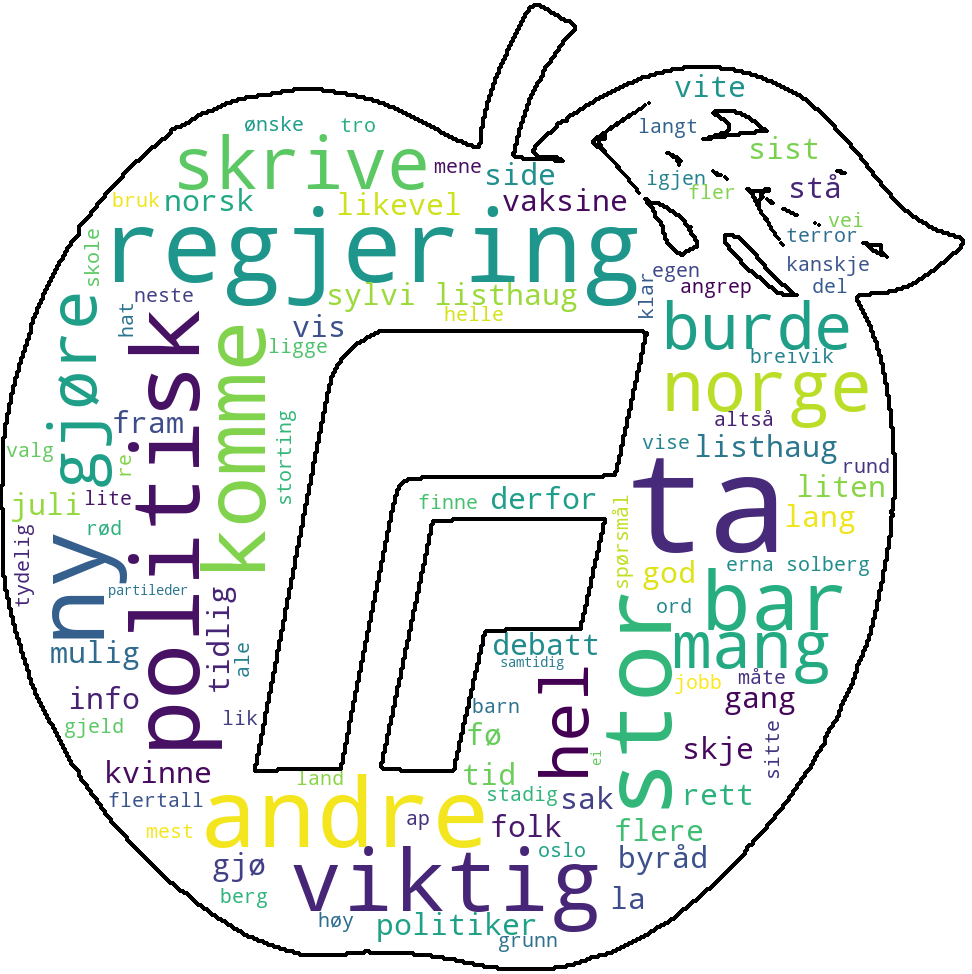 vite
ønske
tro
langt
skrive
mene
side
sist
igjen
fler
stå
bruk
norsk
likevel
vaksine
vei
regjering
terror
skole
egen
kanskje
neste
sylvi listhaug
klar
angrep
del
hat
helle
gjøre
politisk
komme
vis
ligge
burde
breivik
norge
fram
altså
valg
re
storting
vise
listhaug
rund
juli
lite
finne
derfor
ta
liten
rød
spørsmål
lang
tydelig
ny
partileder
god
erna solberg
tidlig
stor
ord
bar
mulig
ale
debatt
mang
samtidig
info
hel
jobb
måte
gjeld
lik
barn
gang
fø
ei
skje
sitte
kvinne
land
tid
flertall
andre
stadig
sak
rett
mest
ap
folk
flere
gjø
viktig
oslo
byråd
berg
la
høy
politiker
grunn